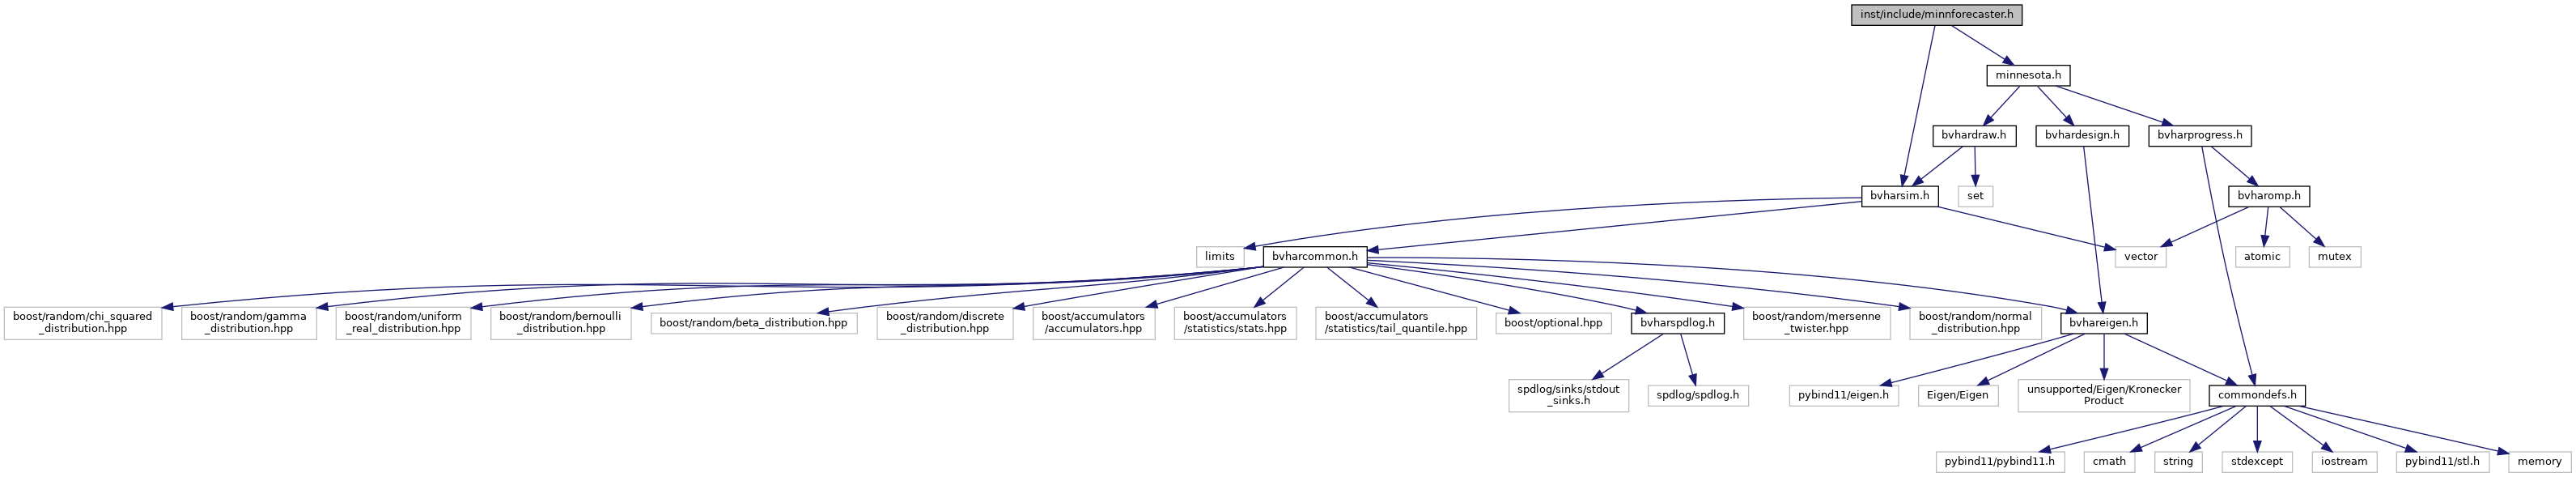 inst/include/minnforecaster.h
minnesota.h
bvhardraw.h
bvhardesign.h
bvharprogress.h
bvharsim.h
set
bvharomp.h
limits
bvharcommon.h
vector
atomic
mutex
boost/random/chi_squared
_distribution.hpp
boost/random/gamma
_distribution.hpp
boost/random/uniform
_real_distribution.hpp
boost/random/bernoulli
_distribution.hpp
boost/random/beta_distribution.hpp
boost/random/discrete
_distribution.hpp
boost/accumulators
/accumulators.hpp
boost/accumulators
/statistics/stats.hpp
boost/accumulators
/statistics/tail_quantile.hpp
boost/optional.hpp
bvharspdlog.h
boost/random/mersenne
_twister.hpp
boost/random/normal
_distribution.hpp
bvhareigen.h
spdlog/sinks/stdout
_sinks.h
spdlog/spdlog.h
pybind11/eigen.h
Eigen/Eigen
unsupported/Eigen/Kronecker
Product
commondefs.h
pybind11/pybind11.h
cmath
string
stdexcept
iostream
pybind11/stl.h
memory